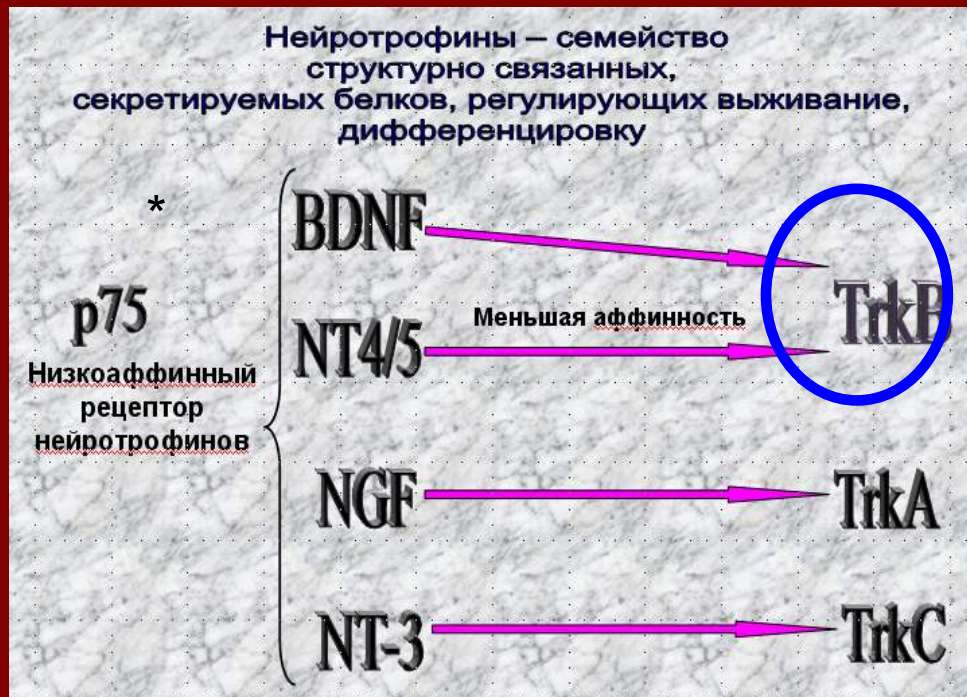 Нейротрофины – семейство
структурно связанных,
секретируемых белков, регулирующих выживание,
дифференцировку
*
p75
Низкоаффинный
рецептор
нейротрофинов
BDNF
NT4/5
NGF
NT-3
Меньшая аффинность
TrkB
TrkA
TrkC